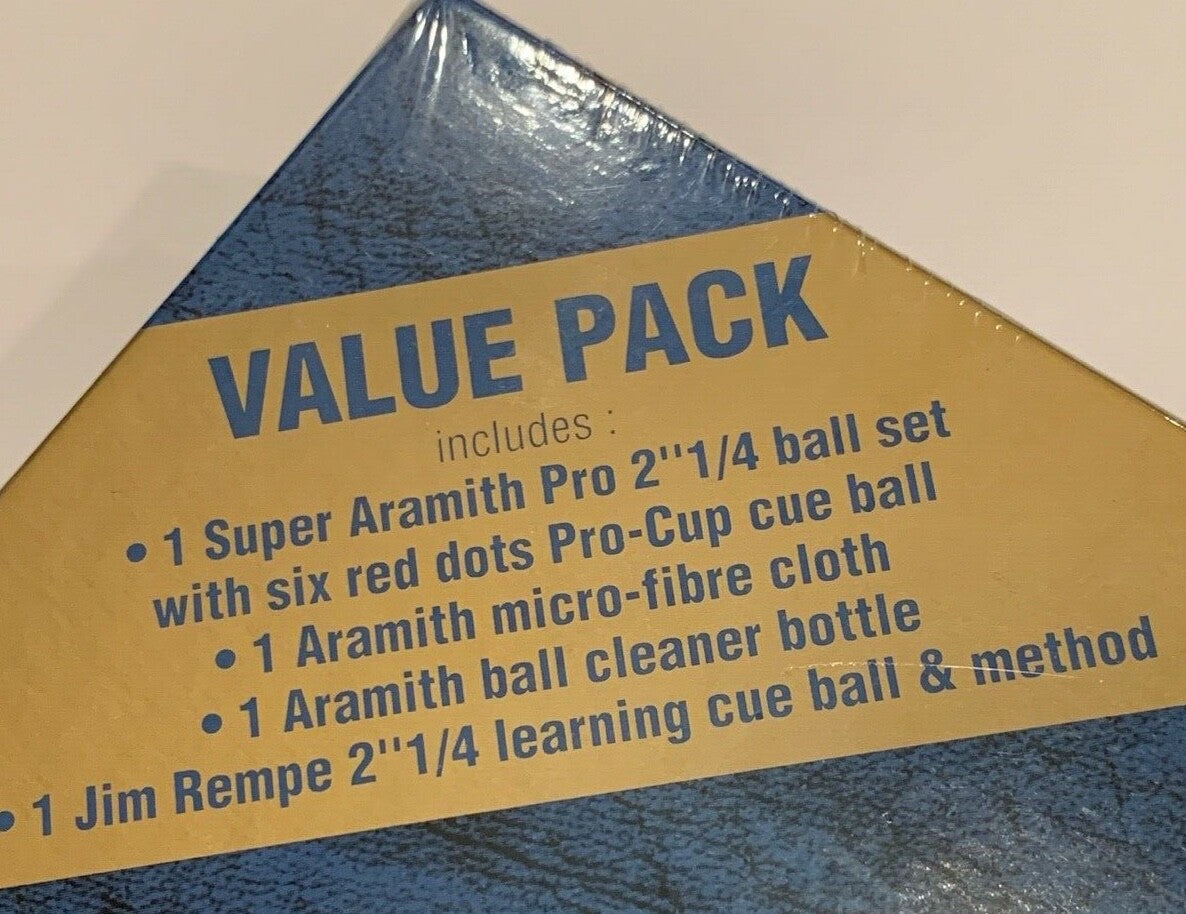 VALUE PACK
includes :
• 1 Super Aramith Pro 2"1/4 ball set
with six red dots Pro-Cup cue ball
• 1 Aramith micro-fibre cloth
• 1 Aramith ball cleaner bottle
• 1 Jim Rempe 2"1/4 learning cue ball & method